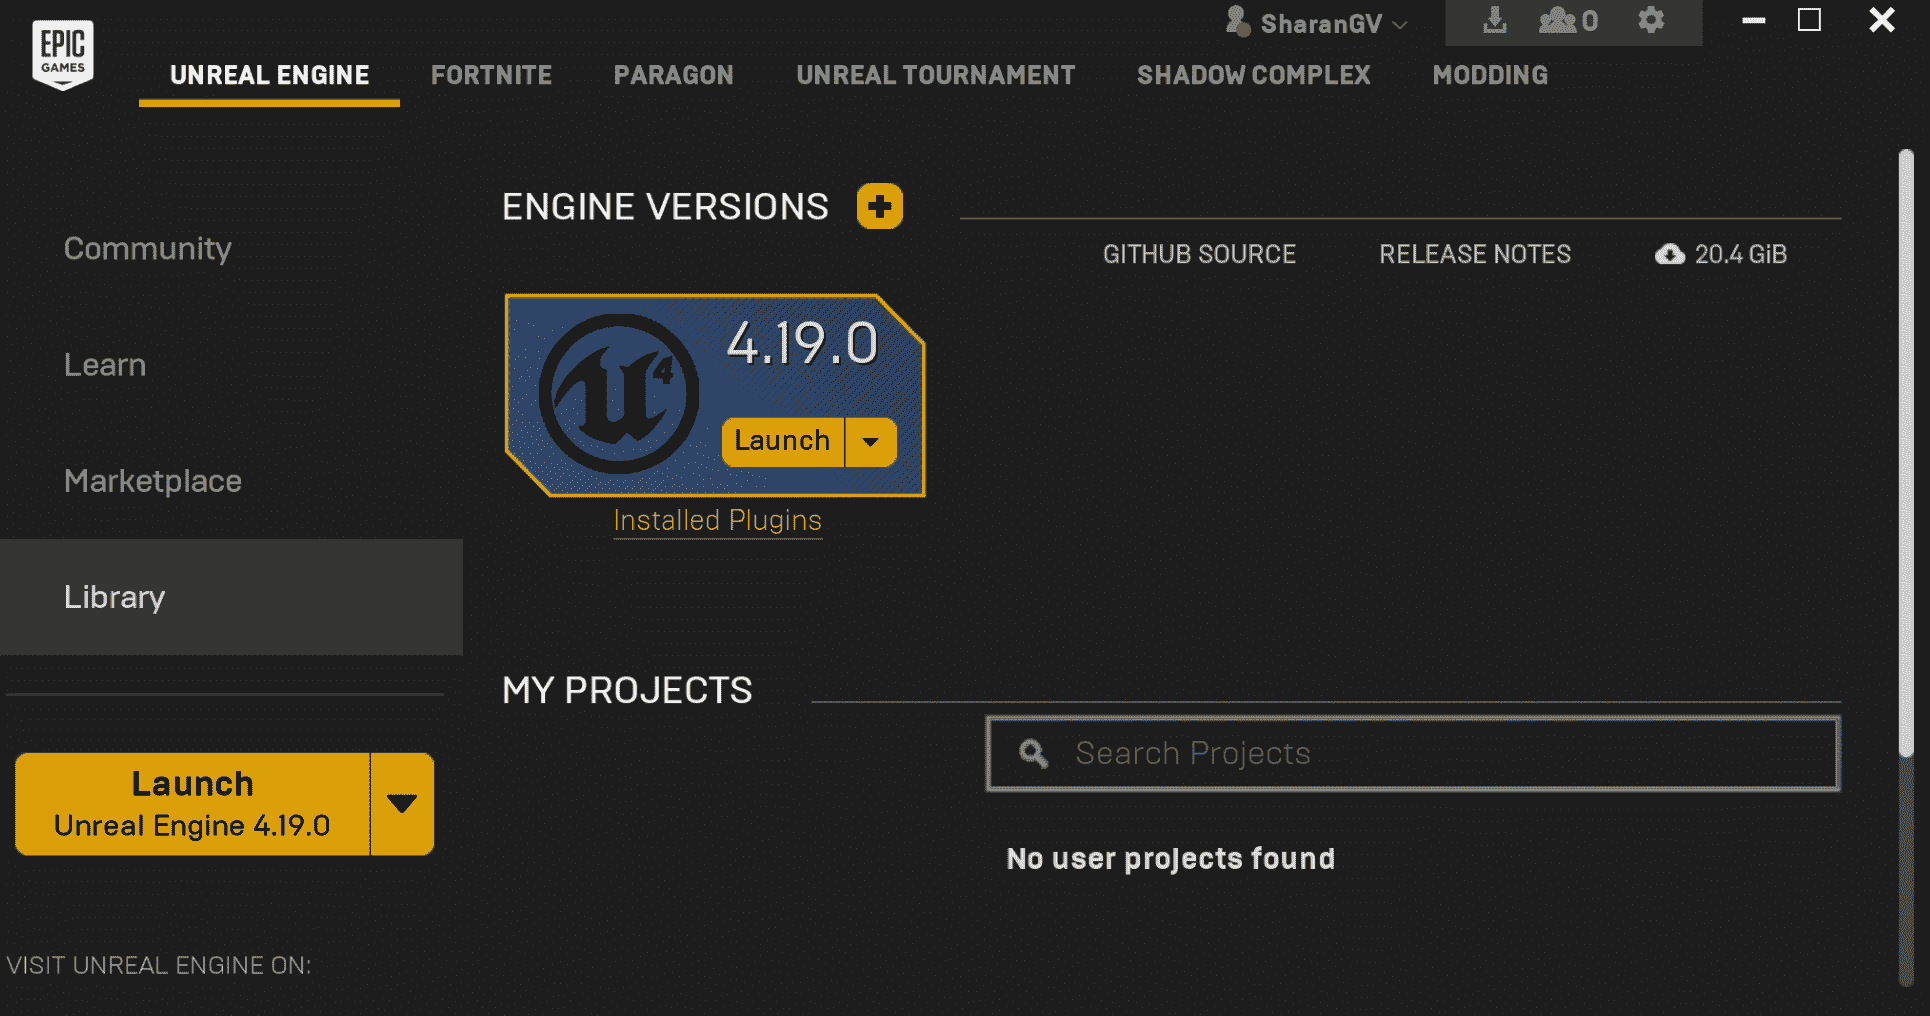 SharanGV
0
EPIC
GAMES
UNREAL ENGINE
FORTNITE
PARAGON
UNREAL TOURNAMENT
SHADOW COMPLEX
MODDING
Community
Learn
Marketplace
Library
Launch
Unreal Engine 4.19.0
VISIT UNREAL ENGINE ON:
ENGINE VERSIONS
GITHUB SOURCE
RELEASE NOTES
20.4 GiB
4
4.19.0
Launch
Installed Plugins
MY PROJECTS
Search Projects
No user projects found